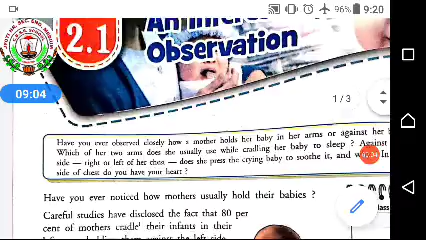 96% 9:20
2.1
An
Observation
09:04
1/3
Have you ever observed closely how a mother holds her baby in her arms or against her
Which of her two arms does she usually use while cradling her baby to sleep ? Against
side - right or left of her chest - does she press the crying baby to soothe it, and In
side of chest do you have your heart ?
Have you ever noticed how mothers usually hold their babies ?
Careful studies have disclosed the fact that 80 per
cent of mothers cradle' their infants in their